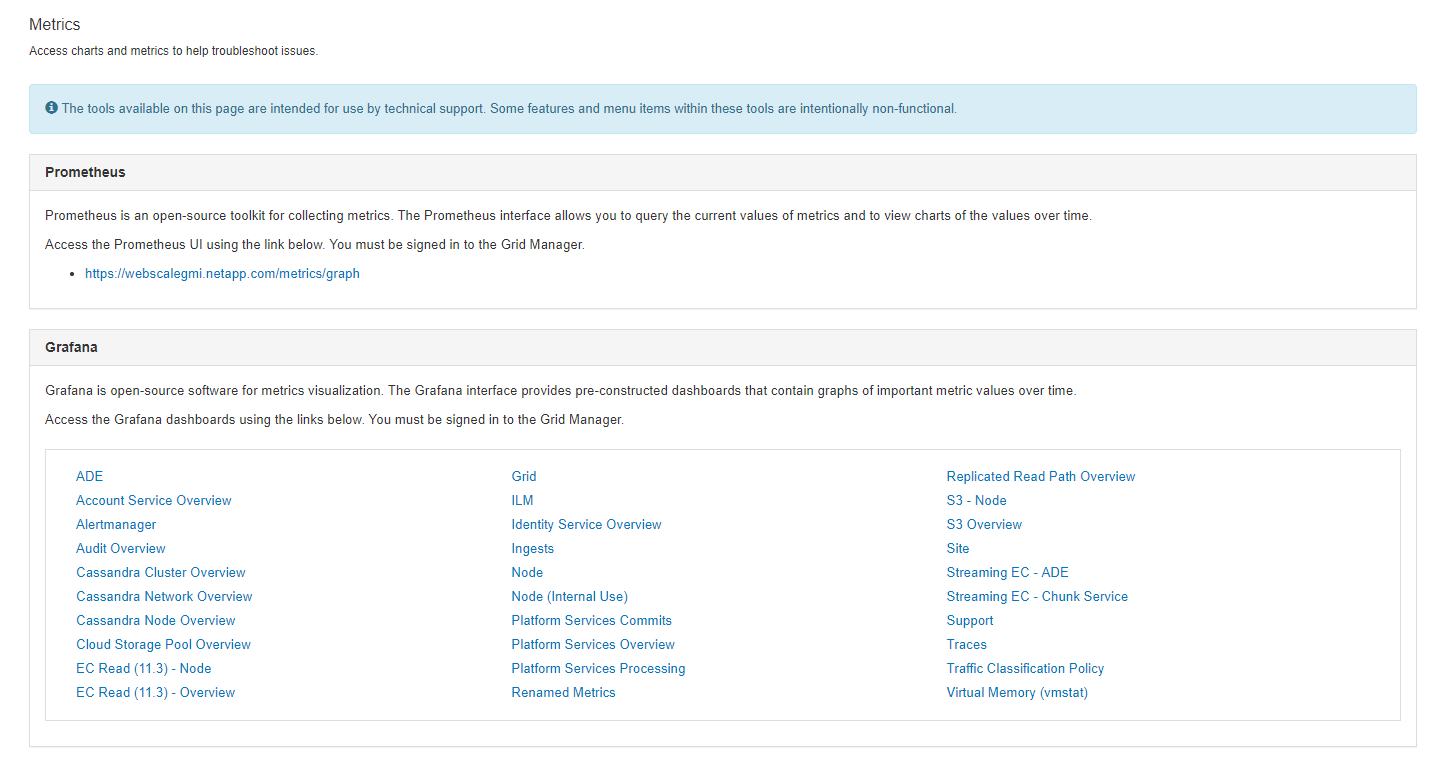 Metrics
Access charts and metrics to help troubleshoot issues.
The tools available on this page are intended for use by technical support. Some features and menu items within these tools are intentionally non-functional.
Prometheus
Prometheus is an open-source toolkit for collecting metrics. The Prometheus interface allows you to query the current values of metrics and to view charts of the values over time.
Access the Prometheus UI using the link below. You must be signed in to the Grid Manager.
• https://webscalegmi.netapp.com/metrics/graph
Grafana
Grafana is open-source software for metrics visualization. The Grafana interface provides pre-constructed dashboards that contain graphs of important metric values over time.
Access the Grafana dashboards using the links below. You must be signed in to the Grid Manager.
ADE
Account Service Overview
Alertmanager
Audit Overview
Cassandra Cluster Overview
Cassandra Network Overview
Cassandra Node Overview
Cloud Storage Pool Overview
EC Read (11.3) - Node
EC Read (11.3) - Overview
Grid
ILM
Identity Service Overview
Ingests
Node
Node (Internal Use)
Platform Services Commits
Platform Services Overview
Platform Services Processing
Renamed Metrics
Replicated Read Path Overview
S3 - Node
S3 Overview
Site
Streaming EC - ADE
Streaming EC - Chunk Service
Support
Traces
Traffic Classification Policy
Virtual Memory (vmstat)